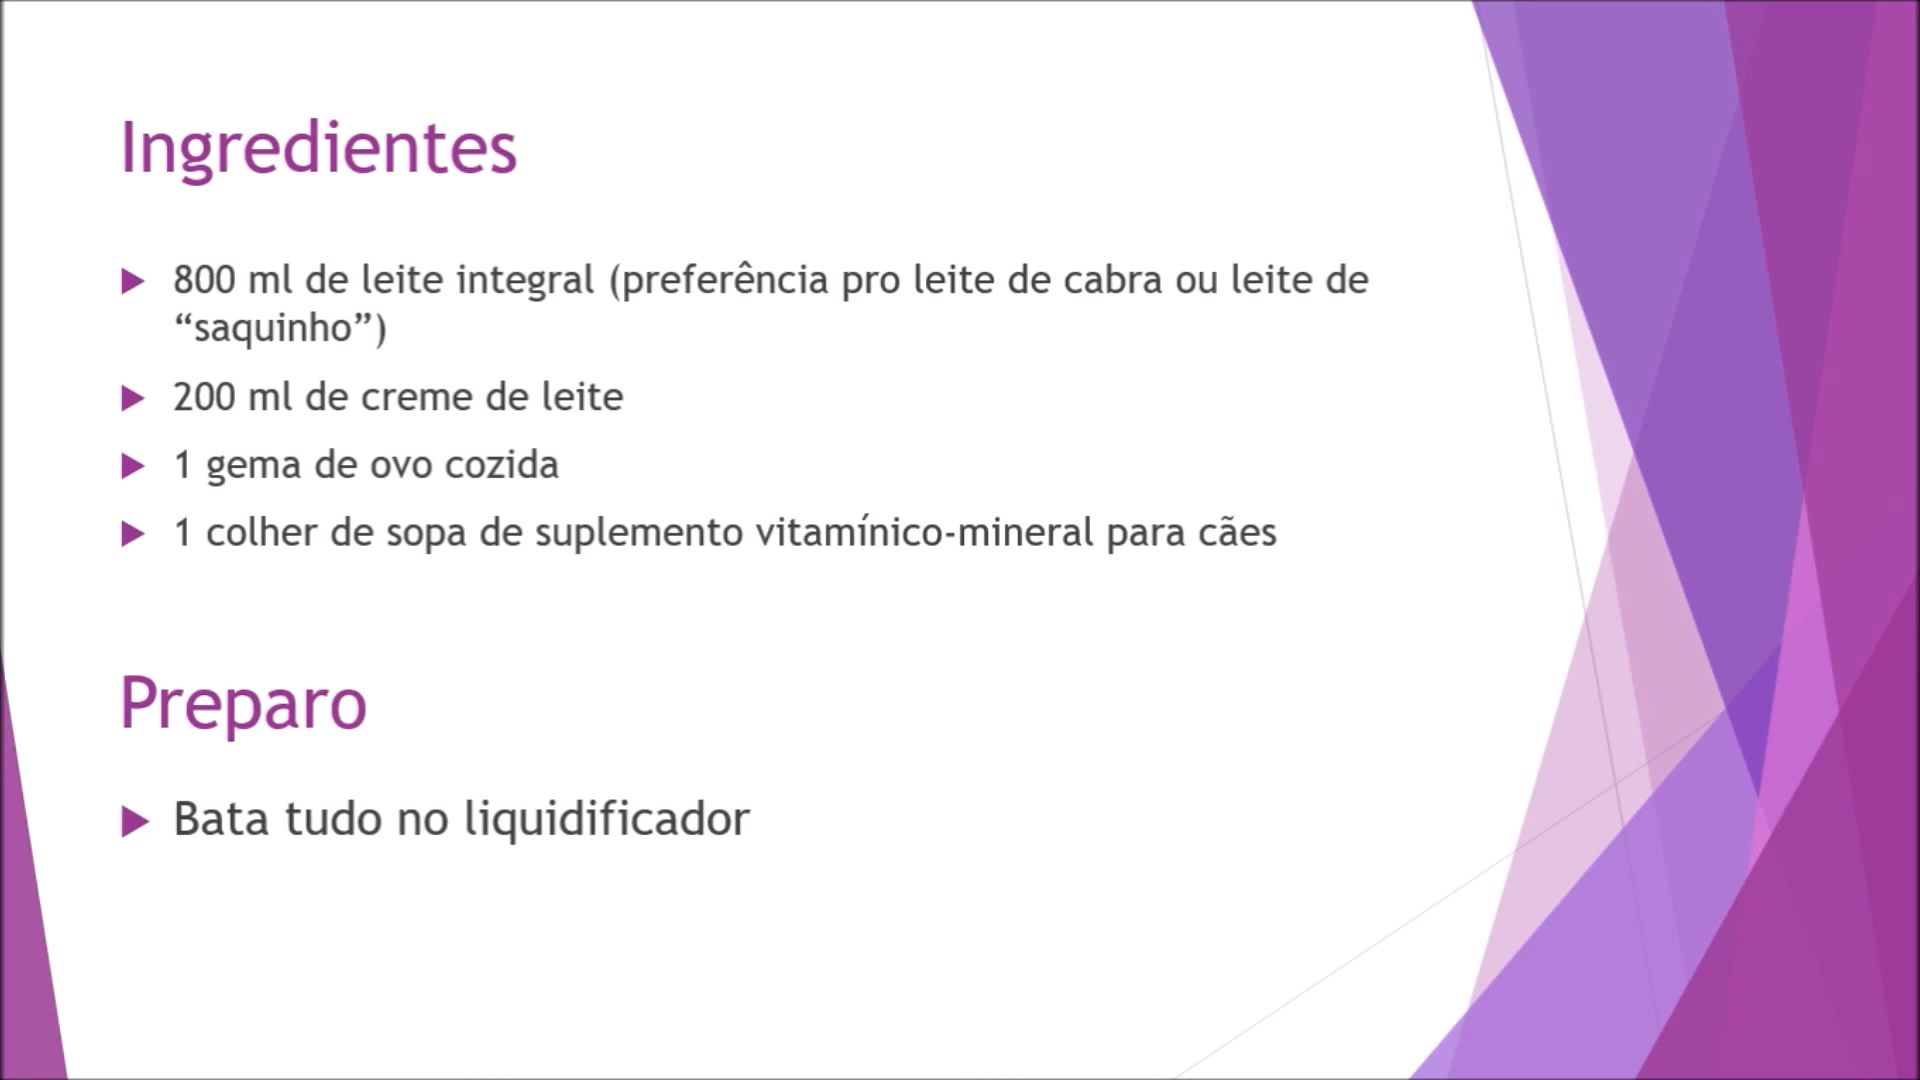 Ingredientes
800 ml de leite integral (preferência pro leite de cabra ou leite de
“saquinho”)
200 ml de creme de leite
1 gema de ovo cozida
1 colher de sopa de suplemento vitamínico-mineral para cães
Preparo
Bata tudo no liquidificador